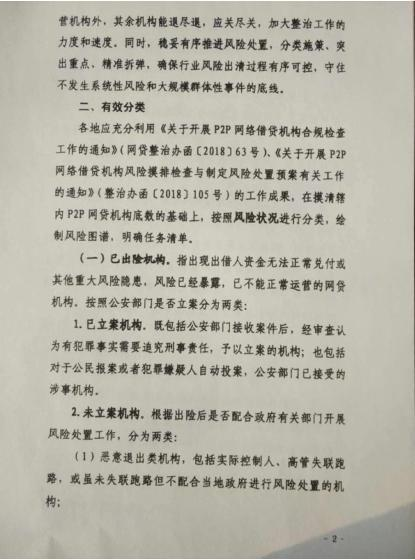 营机构外，其余机构能退尽退，应关尽关，加大整治工作的
力度和速度。同时，稳妥有序推进风险处置，分类施策、突
出重点、精准拆弹，确保行业风险出清过程有序可控，守住
不发生系统性风险和大规模群体性事件的底线。
二、有效分类
各地应充分利用《关于开展 P2P 网络借贷机构合规检查
工作的通知》（网贷整治办函〔2018〕63 号）、《关于开展 P2P
网络借贷机构风险摸排检查与制定风险处置预案有关工作
的通知》（整治办函〔2018〕105 号）的工作成果，在摸清辖
内 P2P 网贷机构底数的基础上，按照风险状况进行分类，绘
制风险图谱，明确任务清单。
（一）已出险机构。指出现出借人资金无法正常兑付或
其他重大风险隐患，风险已经暴露，已不能正常运营的网贷
机构。按照公安部门是否立案分为两类：
1.已立案机构。既包括公安部门接收案件后，经审查认
为有犯罪事实需要追究刑事责任，予以立案的机构；也包括
对于公民报案或者犯罪嫌疑人自动投案，公安部门已接受的
涉事机构。
2.未立案机构。根据出险后是否配合政府有关部门开展
风险处置工作，分为两类：
（1）恶意退出类机构，包括实际控制人、高管失联跑
路，或虽未失联跑路但不配合当地政府进行风险处置的机
构；
- 2 -